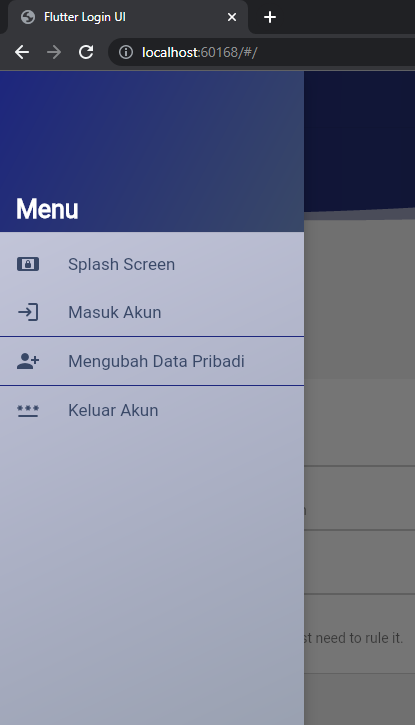 Flutter Login UI
localhost:60168/#/
Menu
Splash Screen
Masuk Akun
Mengubah Data Pribadi
Keluar Akun
need to rule it.